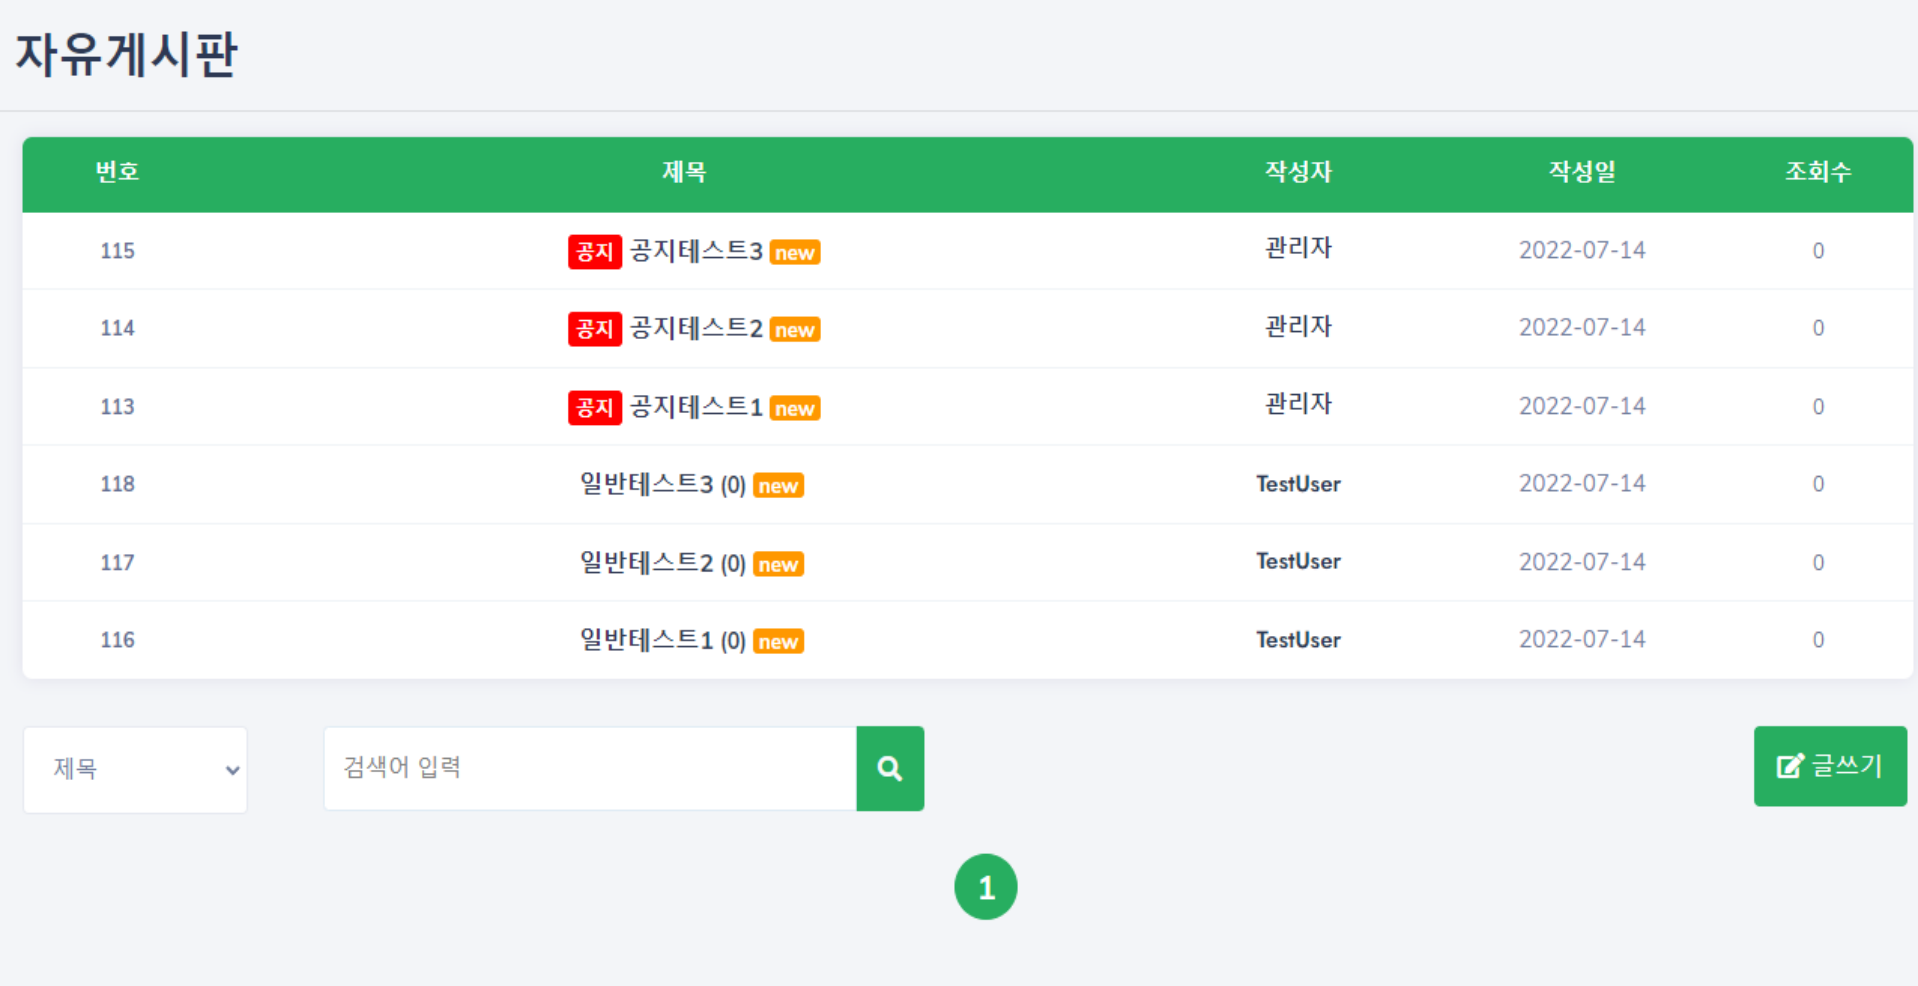 자유게시판
번호 제목 작성자 작성일 조회수
115 공지 공지테스트3 new 관리자 2022-07-14 0
114 공지 공지테스트2 new 관리자 2022-07-14 0
113 공지 공지테스트1 new 관리자 2022-07-14 0
118 일반테스트3 (0) new TestUser 2022-07-14 0
117 일반테스트2 (0) new TestUser 2022-07-14 0
116 일반테스트1 (0) new TestUser 2022-07-14 0
제목 검색어 입력 글쓰기
1